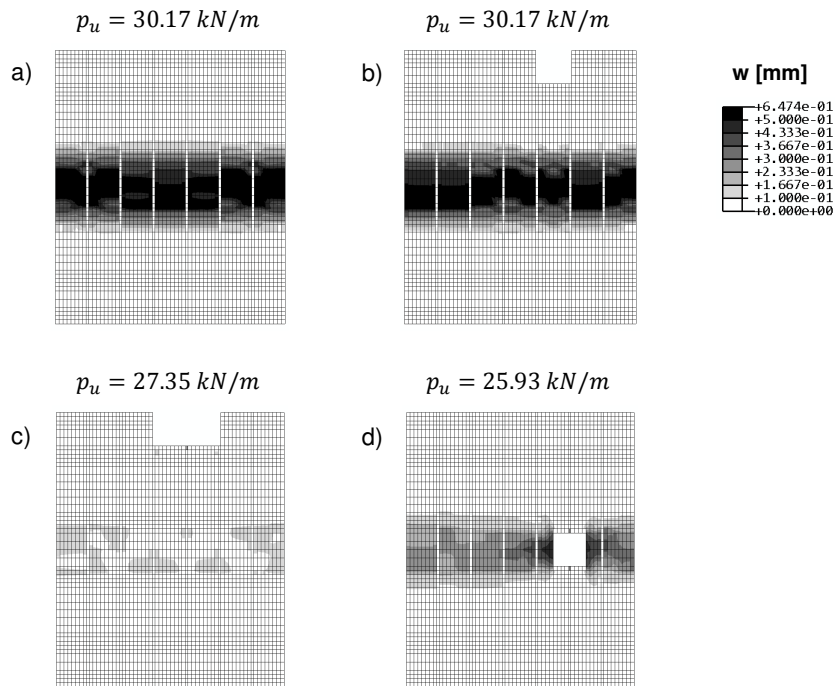 p_u = 30.17 kN/m
p_u = 30.17 kN/m
a)
b)
w [mm]
+6.474e-01
+5.000e-01
+4.333e-01
+3.667e-01
+3.000e-01
+2.333e-01
+1.667e-01
+1.000e-01
+0.000e+00
p_u = 27.35 kN/m
p_u = 25.93 kN/m
c)
d)